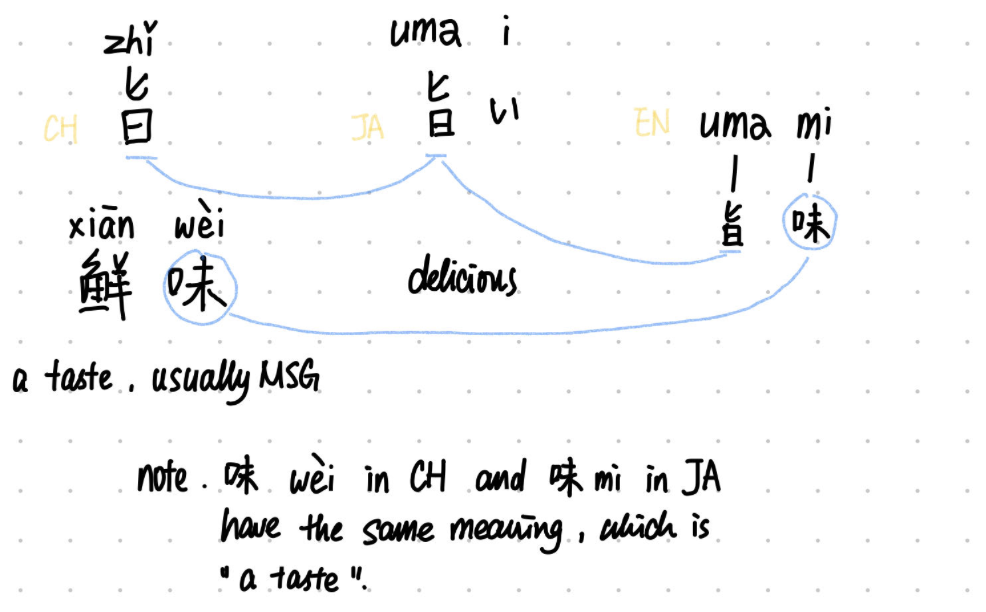 zhǐ uma i
旨 旨 い
CH JA EN uma mi
旨 味
xiān wèi
鲜 味 delicious
a taste. usually MSG
note. 味 wèi in CH and 味 mi in JA
have the same meaning, which is
"a taste".